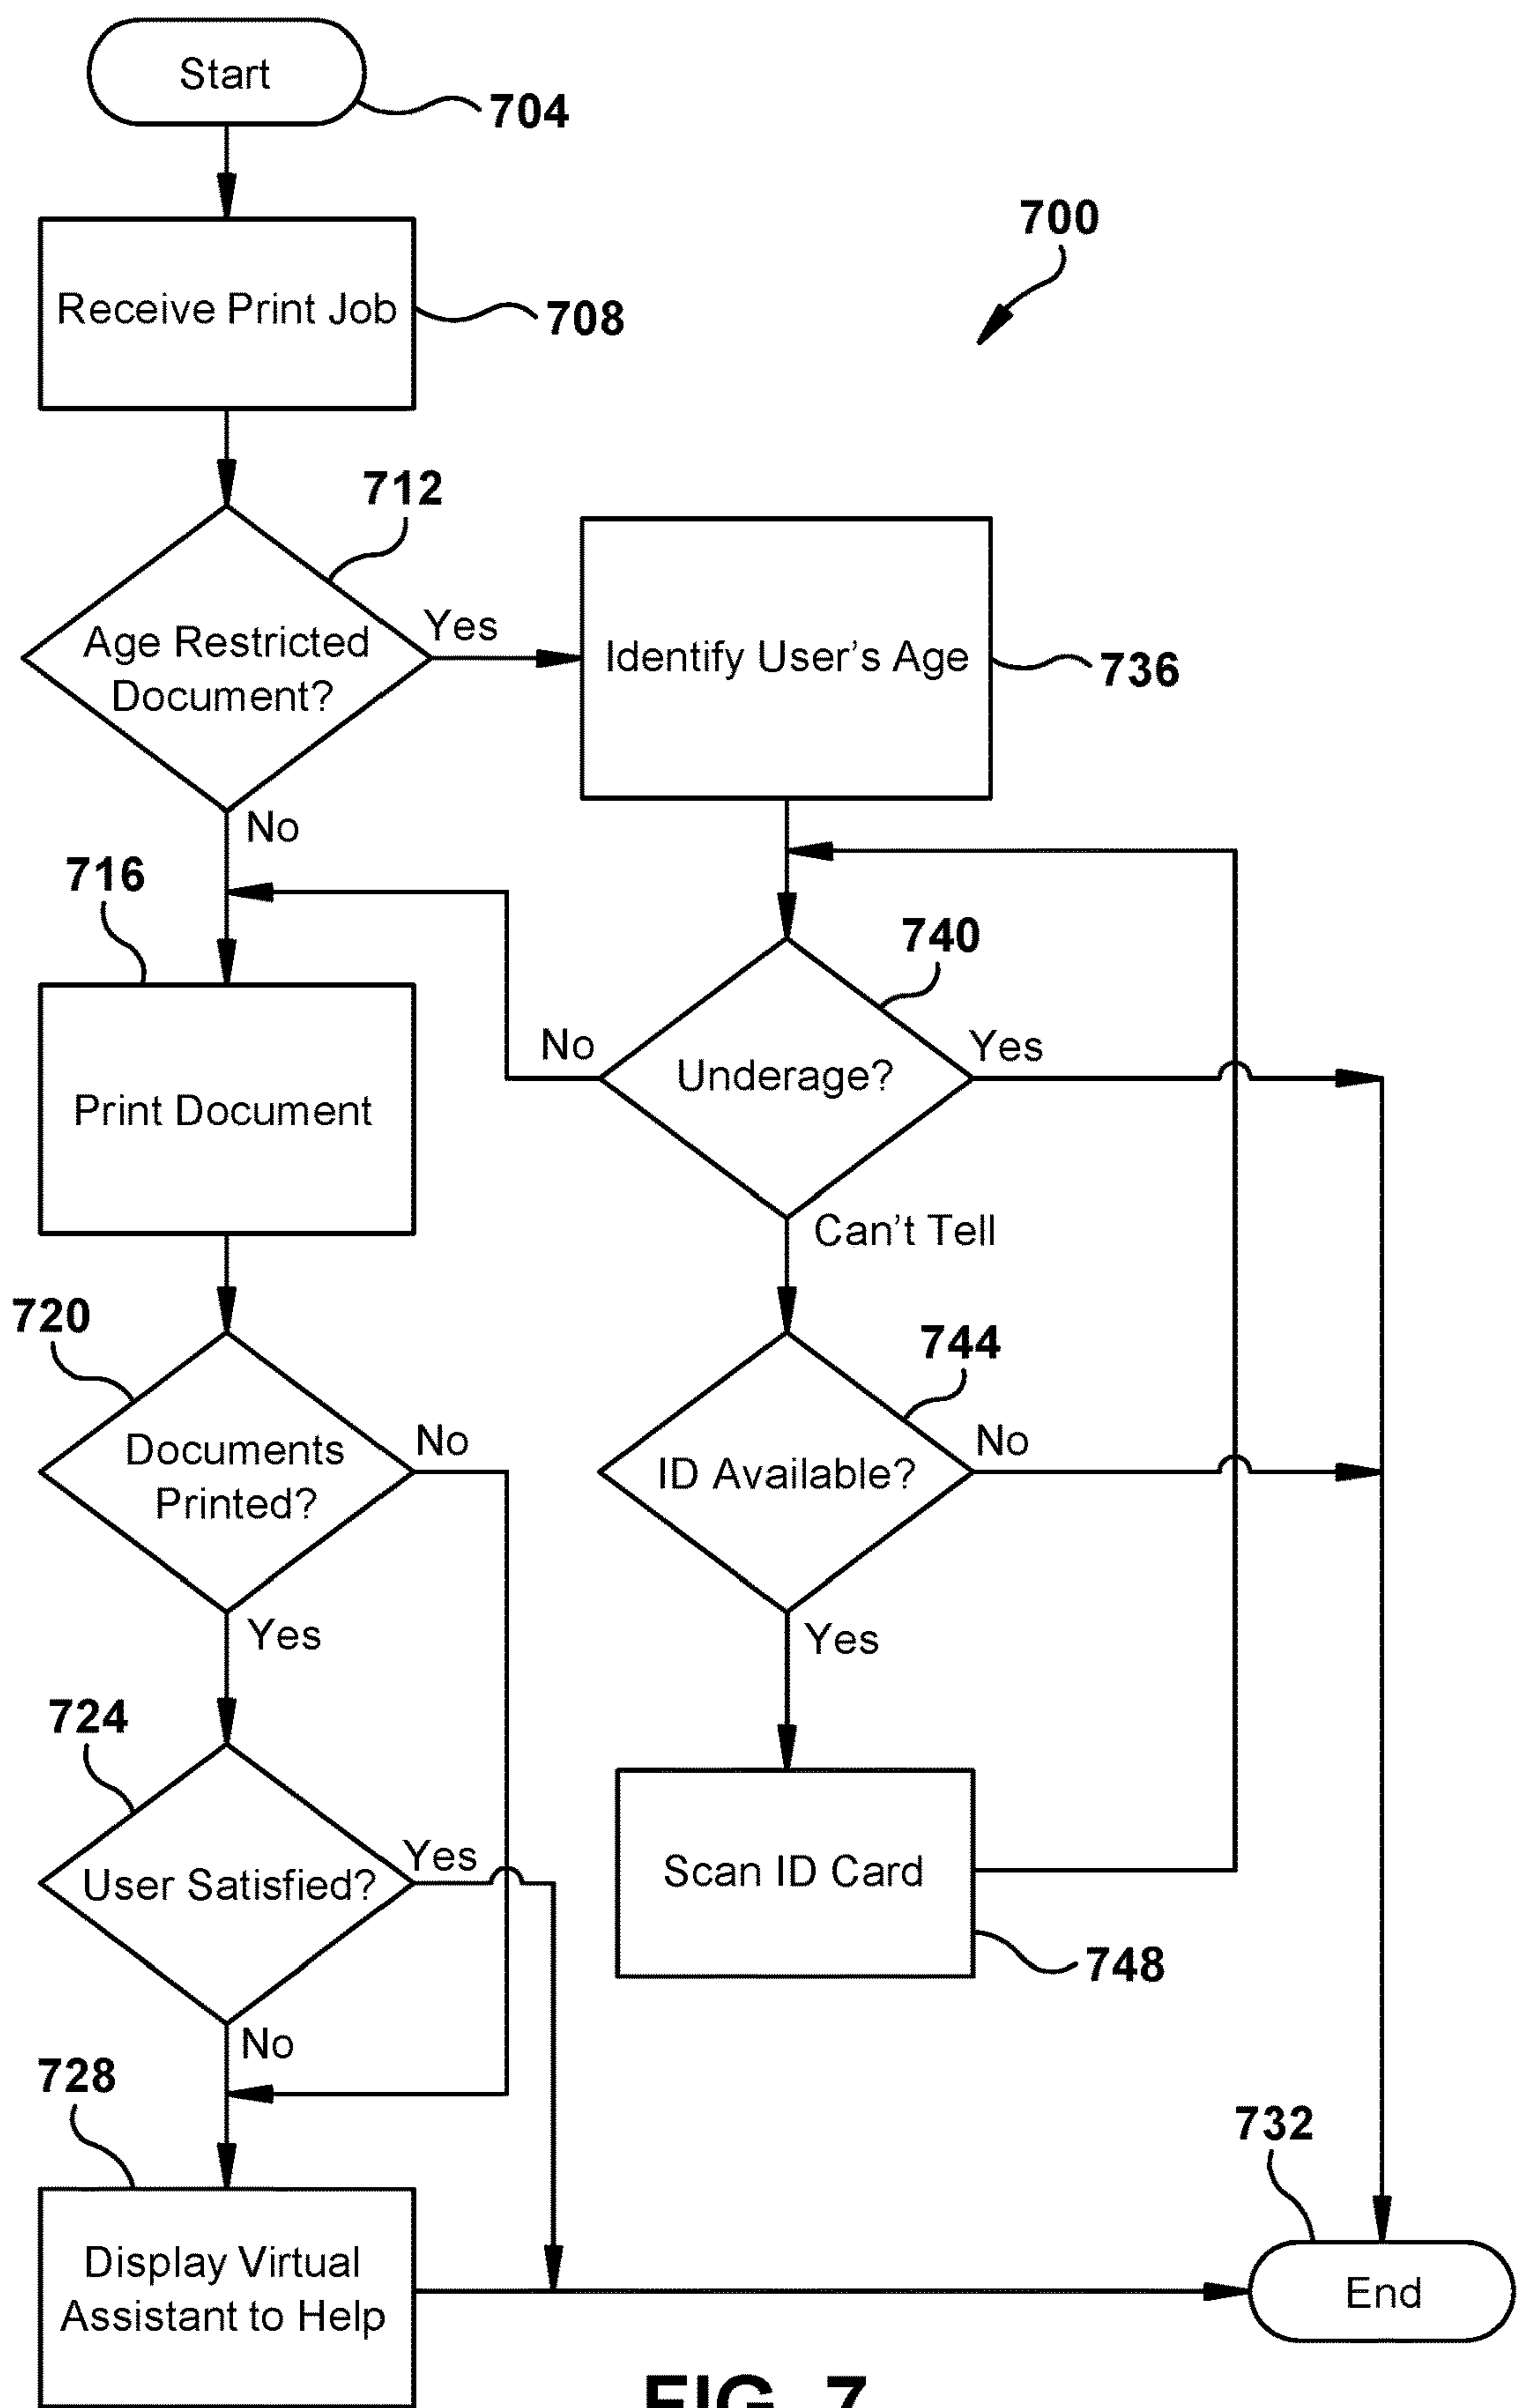 Start
704
700
Receive Print Job
708
712
Age Restricted
Document?
Yes
Identify User's Age
736
No
716
740
No
Underage?
Yes
Print Document
Can't Tell
720
744
Documents
Printed?
No
ID Available?
No
Yes
Yes
724
User Satisfied?
Yes
Scan ID Card
748
No
728
732
Display Virtual
Assistant to Help
End
FIG. 7